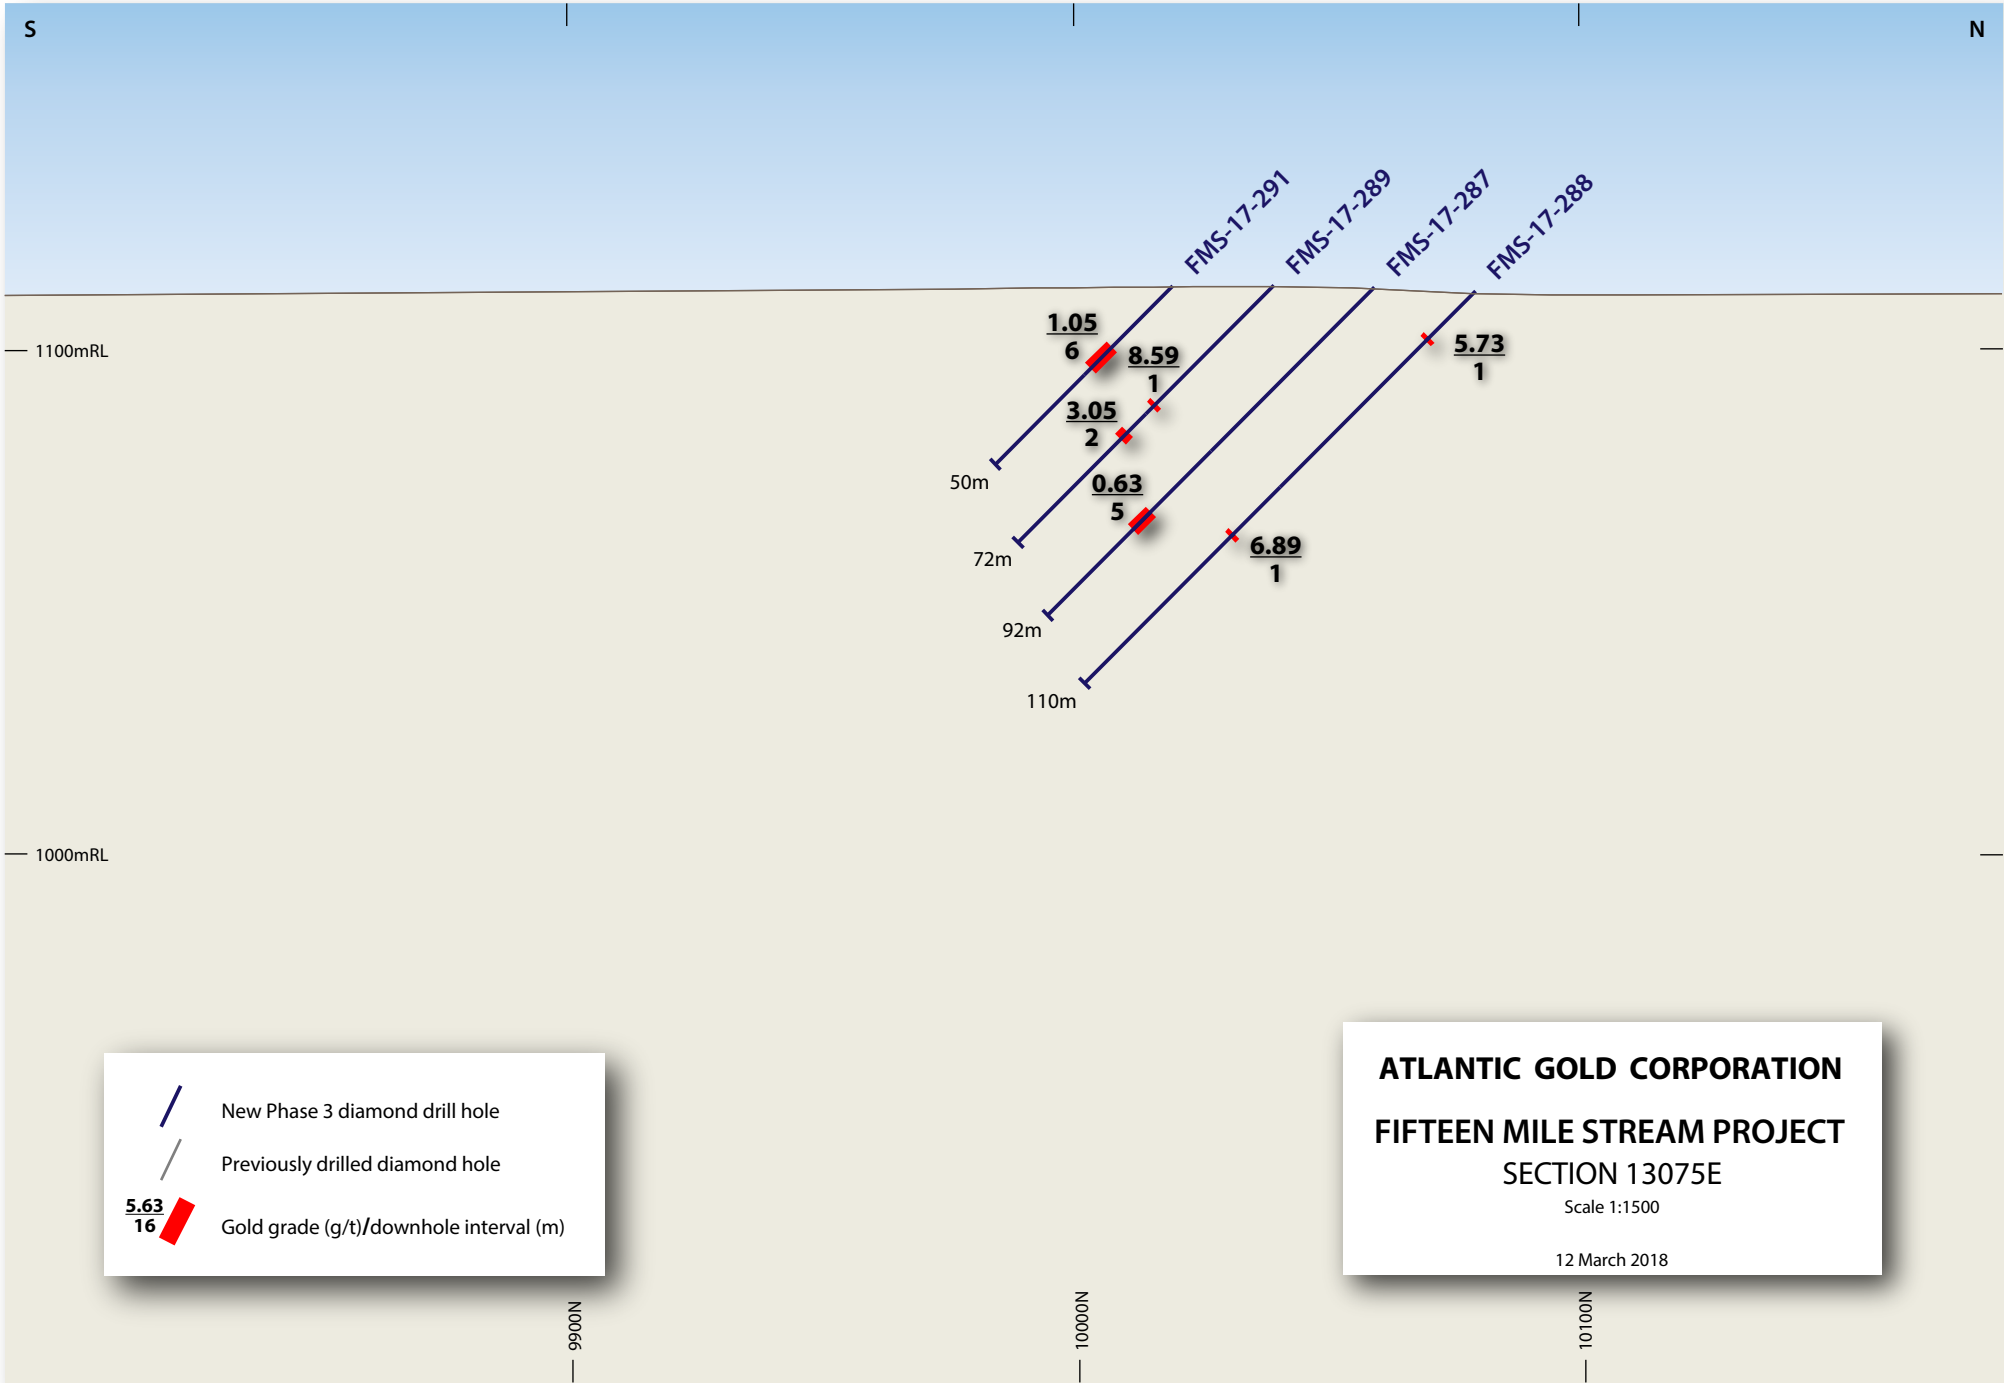 S
N
FMS-17-291
FMS-17-289
FMS-17-287
FMS-17-288
1100mRL
1.05
6
8.59
1
3.05
2
0.63
5
5.73
1
6.89
1
50m
72m
92m
110m
1000mRL
New Phase 3 diamond drill hole
Previously drilled diamond hole
5.63
16
Gold grade (g/t)/downhole interval (m)
ATLANTIC GOLD CORPORATION
FIFTEEN MILE STREAM PROJECT
SECTION 13075E
Scale 1:1500
12 March 2018
9900N
10000N
10100N